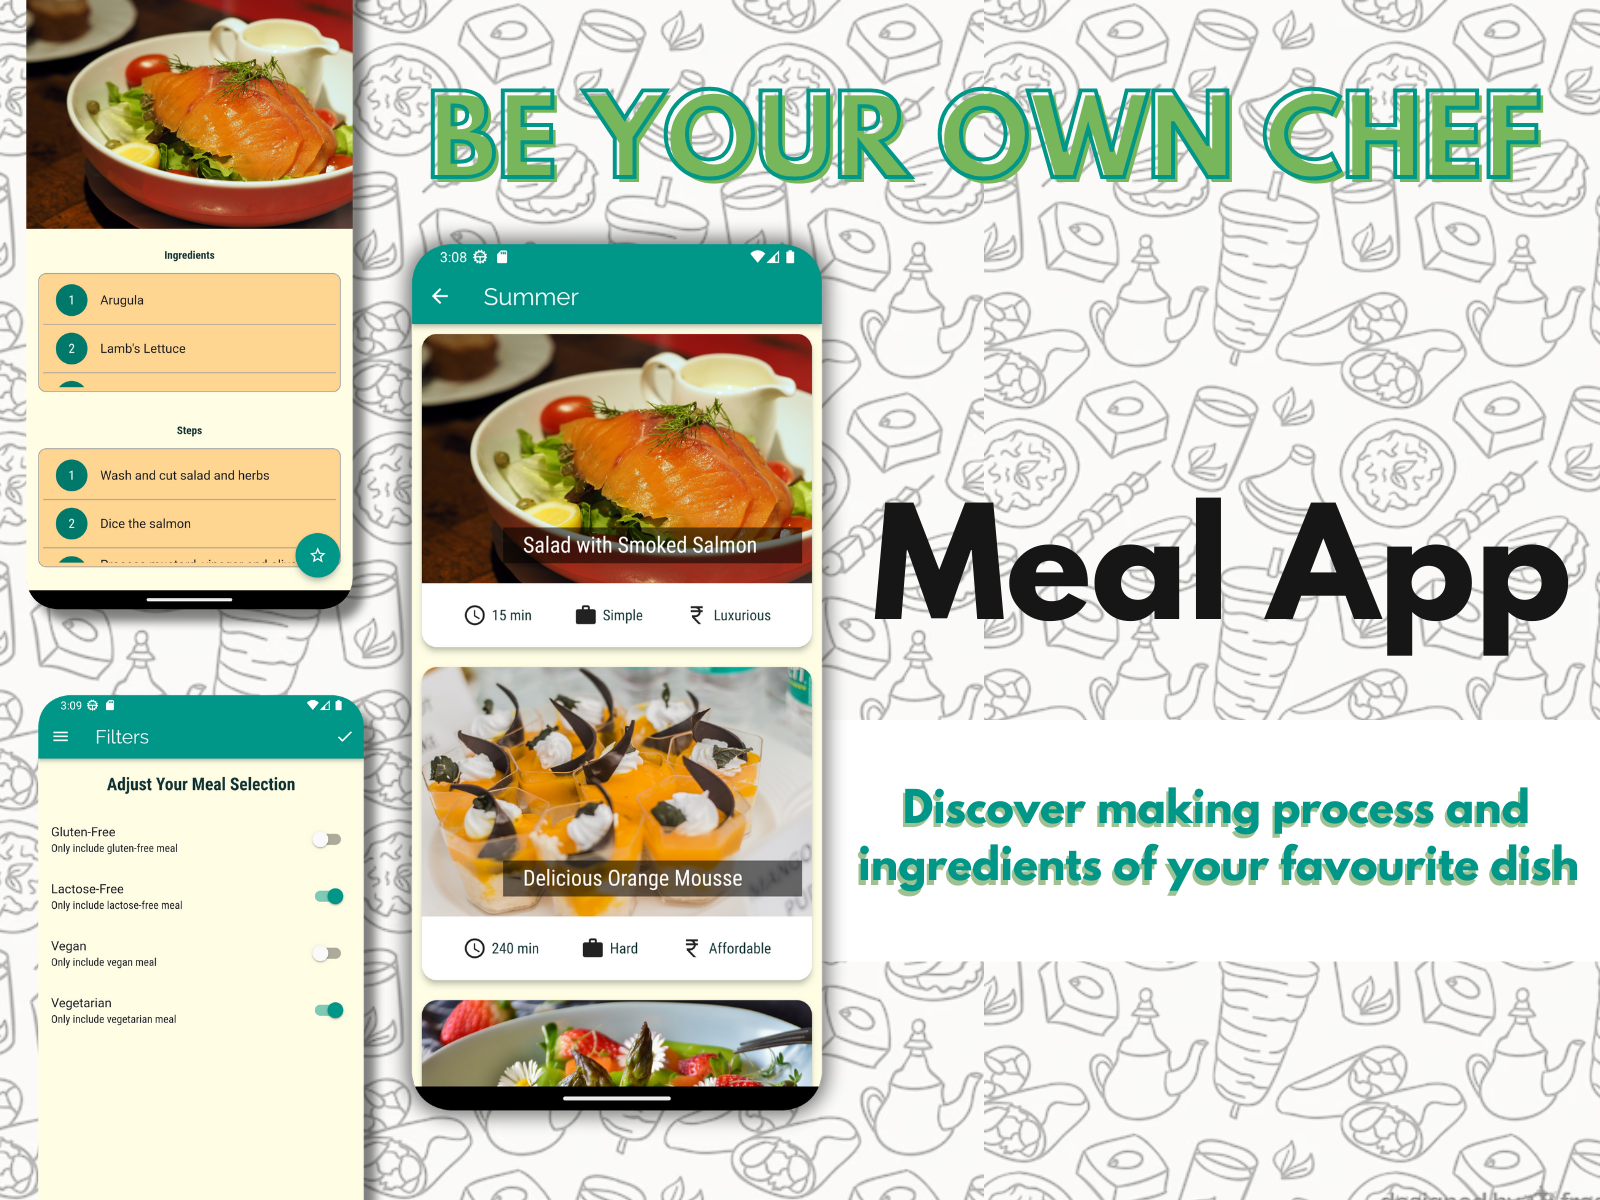 BE YOUR OWN CHEF
Ingredients
1 Arugula
2 Lamb's Lettuce
Steps
1 Wash and cut salad and herbs
2 Dice the salmon
3:08
Summer
Salad with Smoked Salmon
15 min Simple Luxurious
Delicious Orange Mousse
240 min Hard Affordable
3:09
Filters
Adjust Your Meal Selection
Gluten-Free
Only include gluten-free meal
Lactose-Free
Only include lactose-free meal
Vegan
Only include vegan meal
Vegetarian
Only include vegetarian meal
Meal App
Discover making process and
ingredients of your favourite dish